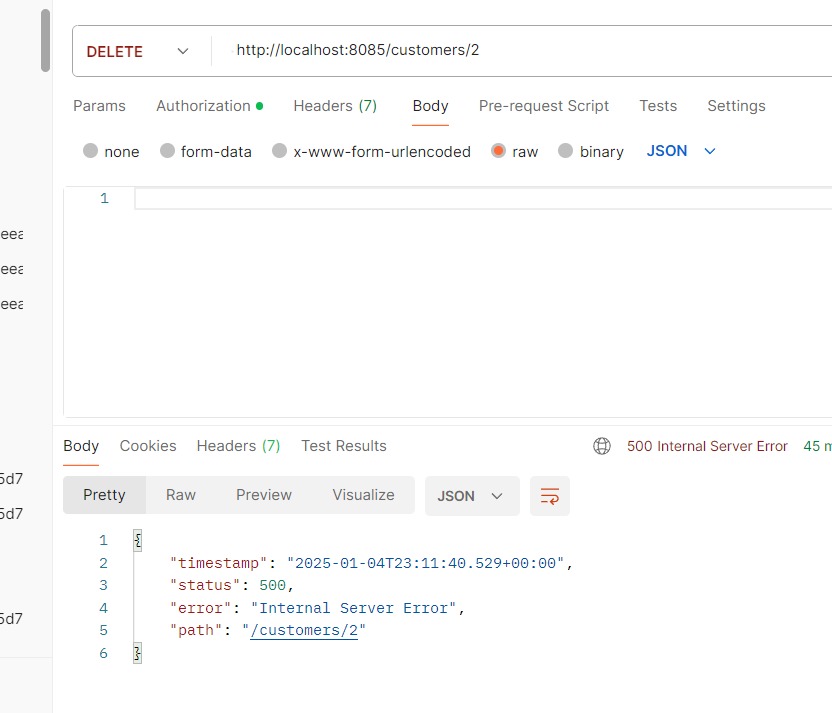 DELETE http://localhost:8085/customers/2
Params Authorization Headers (7) Body Pre-request Script Tests Settings
none form-data x-www-form-urlencoded raw binary JSON
1
eea
eea
eea
Body Cookies Headers (7) Test Results 500 Internal Server Error 45 m
5d7
Pretty Raw Preview Visualize JSON
5d7
1 {
2 "timestamp": "2025-01-04T23:11:40.529+00:00",
3 "status": 500,
4 "error": "Internal Server Error",
5d7
5 "path": "/customers/2"
6 }